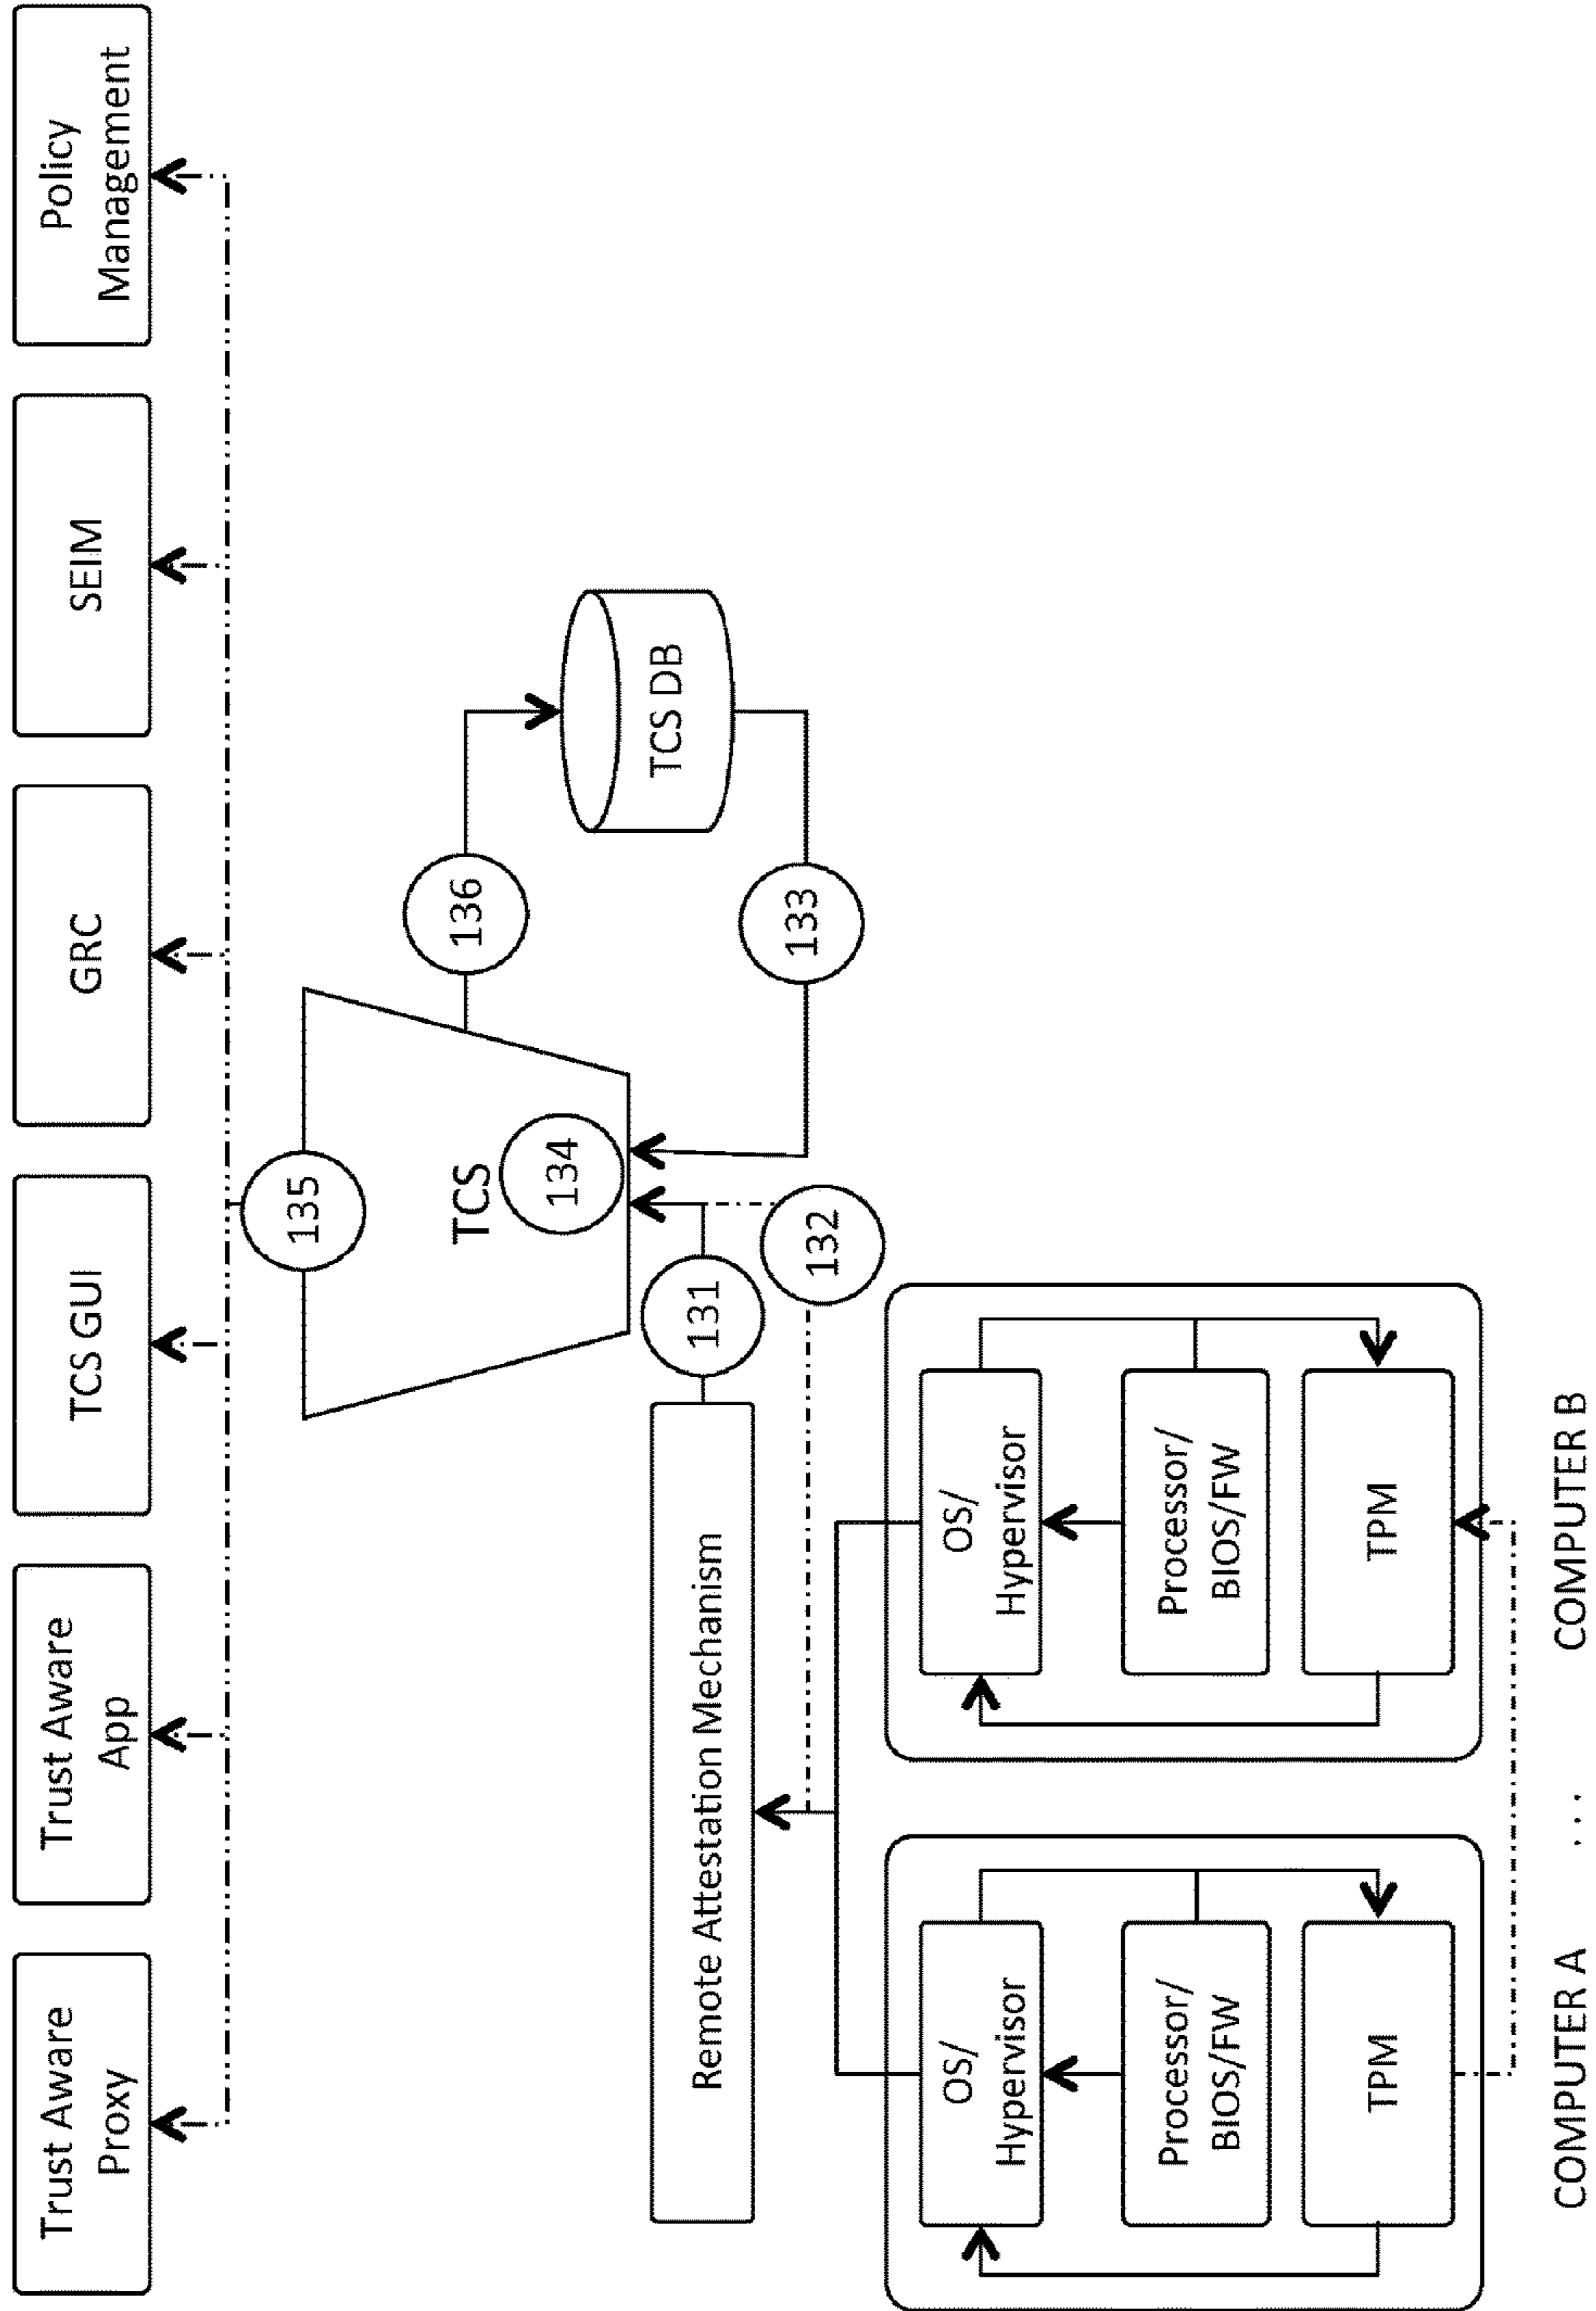 Trust Aware
Proxy
Trust Aware
App
TCS GUI
GRC
SEIM
Policy
Management
135
TCS
134
136
TCS DB
133
131
132
Remote Attestation Mechanism
OS/
Hypervisor
Processor/
BIOS/FW
TPM
OS/
Hypervisor
Processor/
BIOS/FW
TPM
COMPUTER A ... COMPUTER B